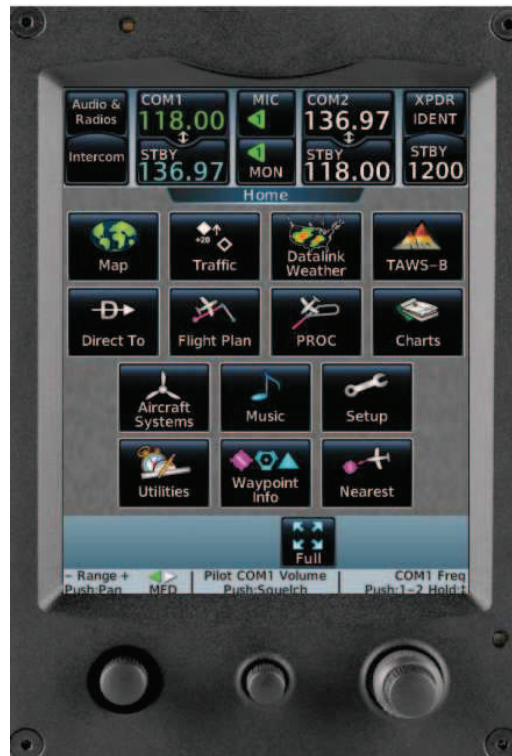 Audio & Radios
COM1
118.00
MIC
COM2
136.97
XPDR
IDENT
Intercom
STBY
136.97
MON
STBY
118.00
STBY
1200
Home
Map
+20
Traffic
Datalink Weather
TAWS-B
Direct To
Flight Plan
PROC
Charts
Aircraft Systems
Music
Setup
Utilities
Waypoint Info
Nearest
Full
- Range +
Push:Pan
MFD
Pilot COM1 Volume
Push:Squelch
COM1 Freq
Push:1-2 Hold:↕